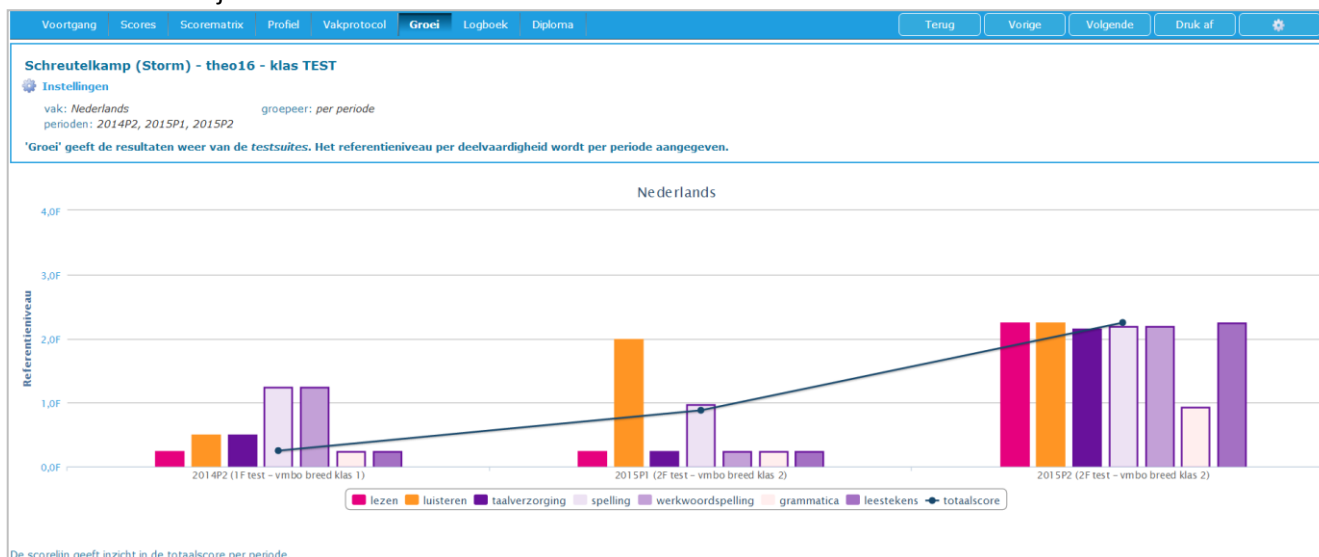 Voortgang Scores Scorematrix Profiel Vakprotocol Groei Logboek Diploma Terug Vorige Volgende Druk af
Schreutelkamp (Storm) - theo16 - klas TEST
Instellingen
vak: Nederlands groepeer: per periode
perioden: 2014P2, 2015P1, 2015P2
'Groei' geeft de resultaten weer van de testsuites. Het referentieniveau per deelvaardigheid wordt per periode aangegeven.
Nederlands
4,0F
3,0F
2,0F
1,0F
0,0F
Referentieniveau
2014P2 (1F test – vmbo breed klas 1) 2015P1 (2F test – vmbo breed klas 2) 2015P2 (2F test – vmbo breed klas 2)
lezen luisteren taalverzorging spelling werkwoordspelling grammatica leestekens totaalscore
De scorelijn geeft inzicht in de totaalscore per periode